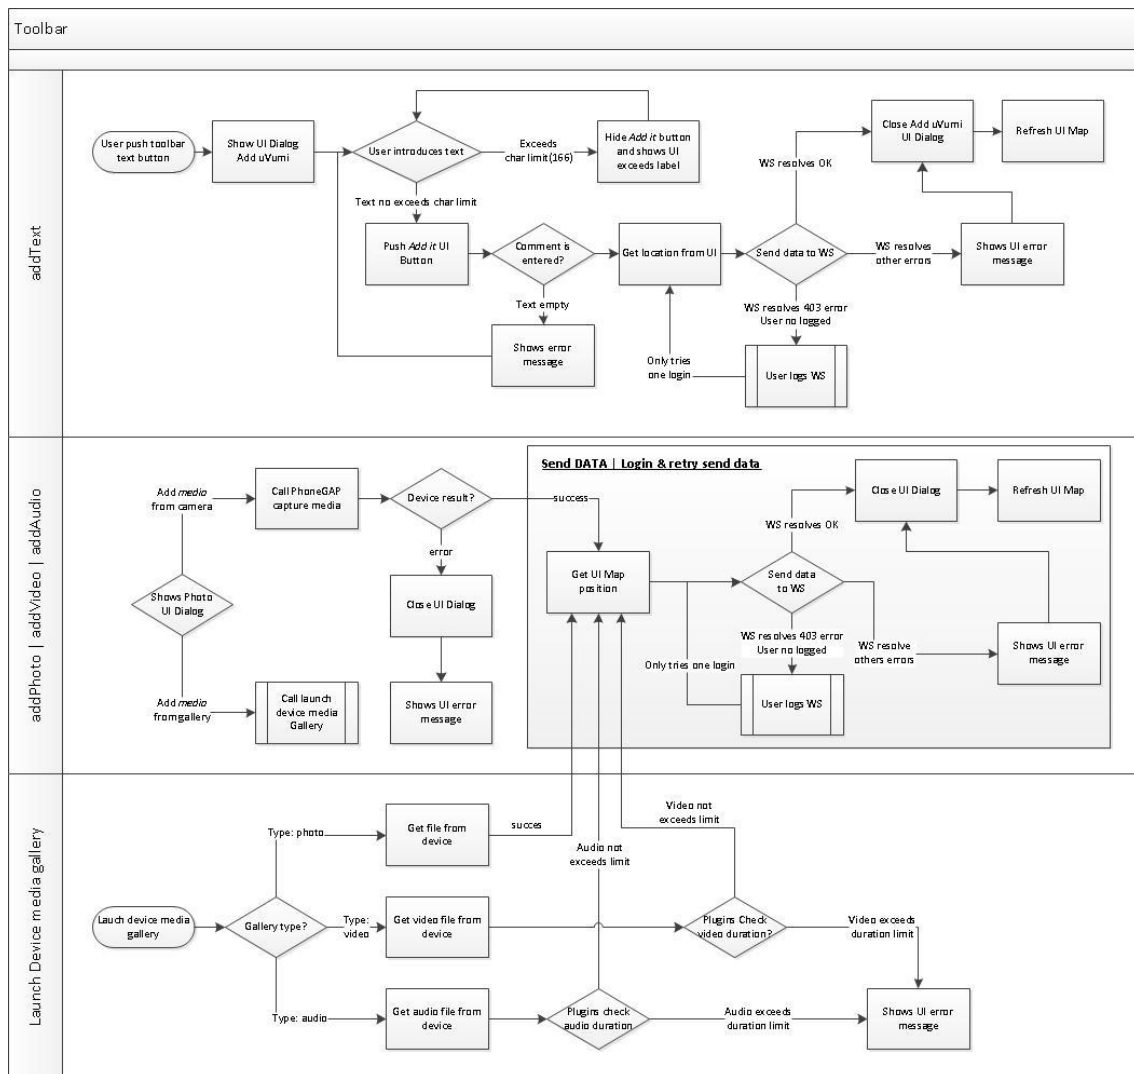 Toolbar
addText
User push toolbar
text button
Show UI Dialog
Add uVumi
User introduces text
Exceeds
char limit(166)
Hide Add it button
and shows UI
exceeds label
Text no exceeds char limit
Push Add it UI
Button
Comment is
entered?
Text empty
Shows error
message
Get location from UI
Only tries
one login
Send data to WS
WS resolves OK
Close Add uVumi
UI Dialog
Refresh UI Map
WS resolves
other errors
Shows UI error
message
WS resolves 403 error
User no logged
User logs WS
addPhoto | addVideo | addAudio
Shows Photo
UI Dialog
Add media
from camera
Call PhoneGAP
capture media
Device result?
success
error
Close UI Dialog
Shows UI error
message
Add media
from gallery
Call launch
device media
Gallery
Send DATA | Login & retry send data
Get UI Map
position
Send data
to WS
WS resolves OK
Close UI Dialog
Refresh UI Map
WS resolves 403 error
User no logged
Only tries one login
User logs WS
WS resolve
others errors
Shows UI error
message
Launch Device media gallery
Lauch device media
gallery
Gallery type?
Type: photo
Get file from
device
succes
Type:
video
Get video file from
device
Plugins Check
video duration?
Video not
exceeds limit
Video exceeds
duration limit
Type: audio
Get audio file from
device
Plugins check
audio duration
Audio not
exceeds limit
Audio exceeds
duration limit
Shows UI error
message